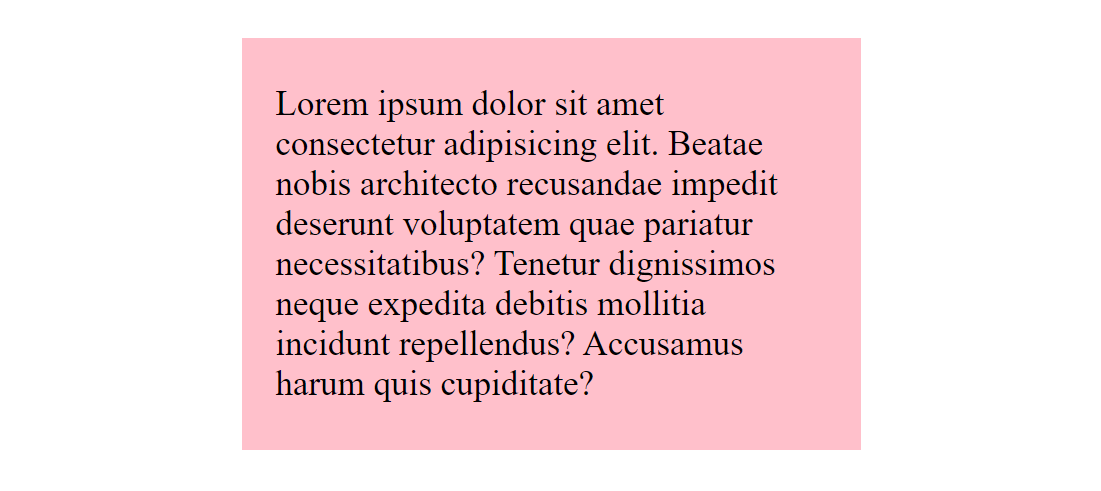 Lorem ipsum dolor sit amet
consectetur adipisicing elit. Beatae
nobis architecto recusandae impedit
deserunt voluptatem quae pariatur
necessitatibus? Tenetur dignissimos
neque expedita debitis mollitia
incidunt repellendus? Accusamus
harum quis cupiditate?